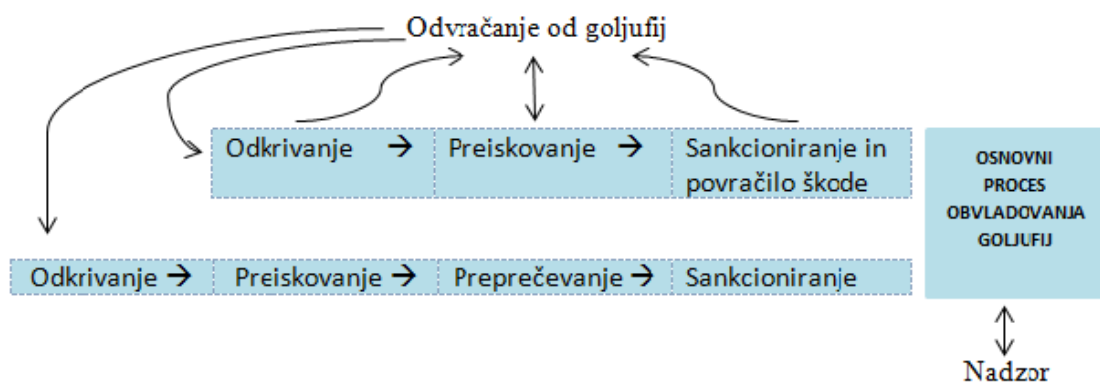 Odvračanje od goljufij
Odkrivanje → Preiskovanje → Sankcioniranje in
povračilo škode
OSNOVNI
PROCES
OBVLADOVANJA
GOLJUFIJ
Odkrivanje → Preiskovanje → Preprečevanje → Sankcioniranje
Nadzor